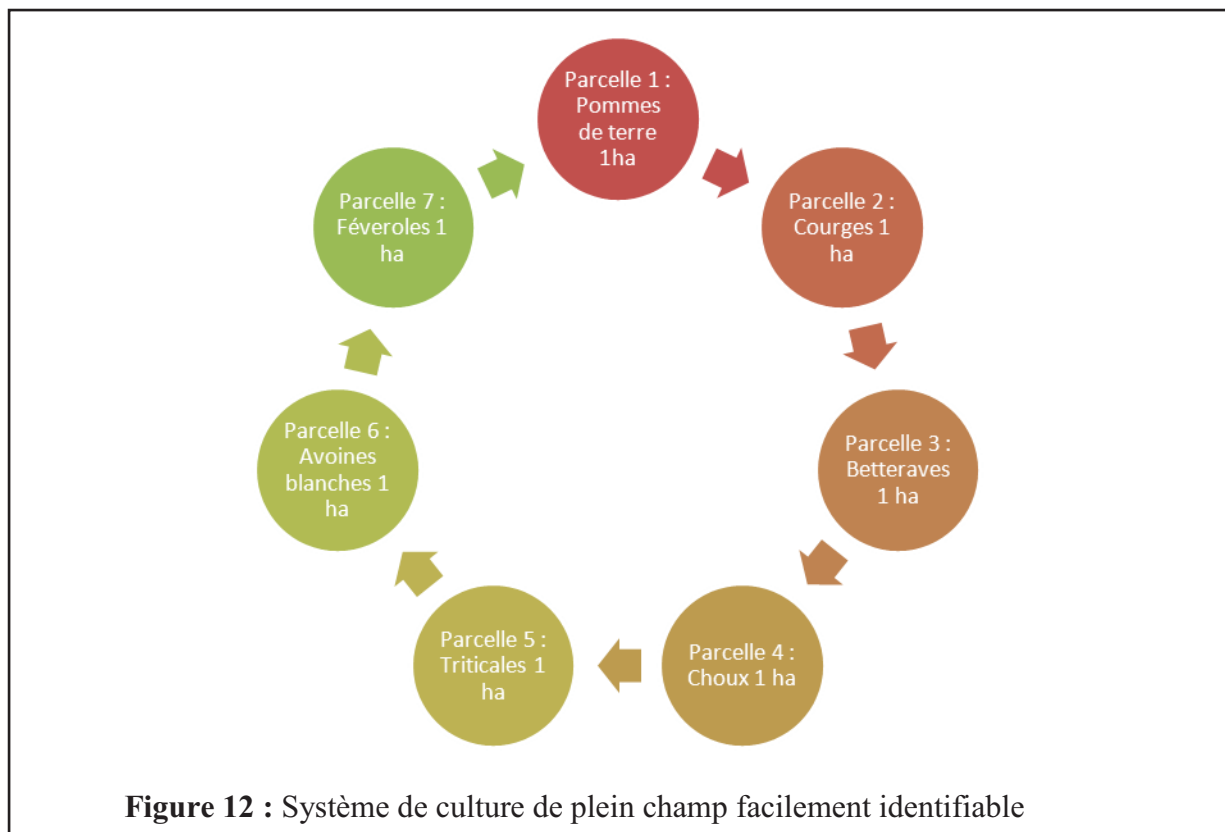 Parcelle 1 :
Pommes
de terre
1ha
Parcelle 2 :
Courges 1
ha
Parcelle 3 :
Betteraves
1 ha
Parcelle 4 :
Choux 1 ha
Parcelle 5 :
Triticales 1
ha
Parcelle 6 :
Avoines
blanches 1
ha
Parcelle 7 :
Féveroles 1
ha
Figure 12 : Système de culture de plein champ facilement identifiable